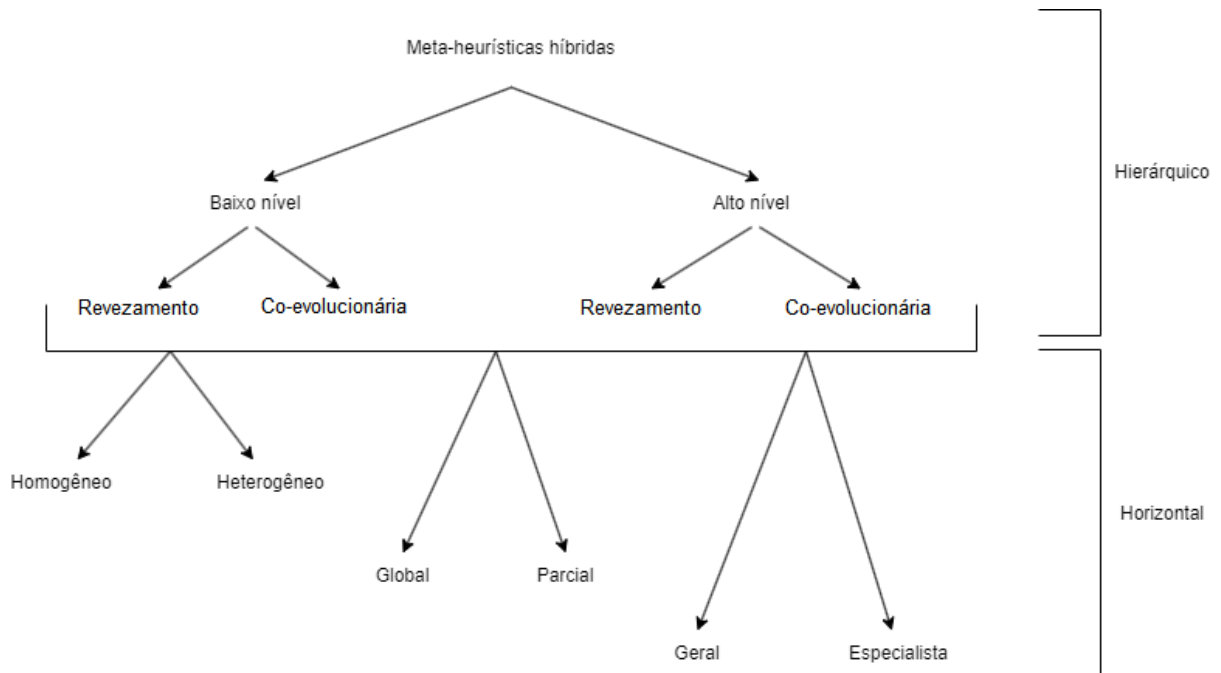 Meta-heurísticas híbridas
Hierárquico
Baixo nível
Alto nível
Revezamento
Co-evolucionária
Revezamento
Co-evolucionária
Homogêneo
Heterogêneo
Horizontal
Global
Parcial
Geral
Especialista